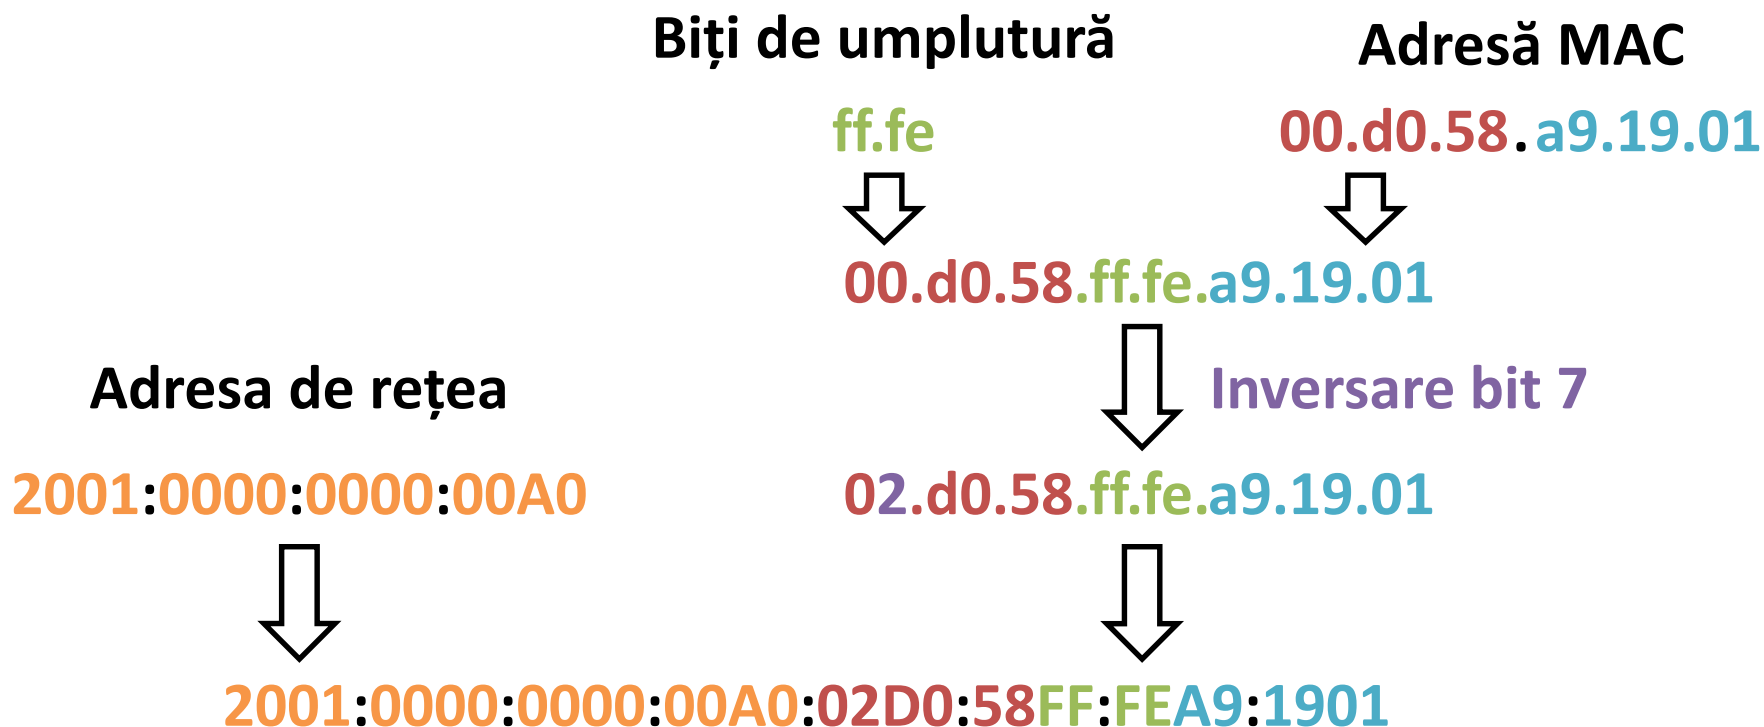 Biți de umplutură
Adresă MAC
ff.fe
00.d0.58.a9.19.01
00.d0.58.ff.fe.a9.19.01
Adresa de rețea
Inversare bit 7
2001:0000:0000:00A0
02.d0.58.ff.fe.a9.19.01
2001:0000:0000:00A0:02D0:58FF:FEA9:1901